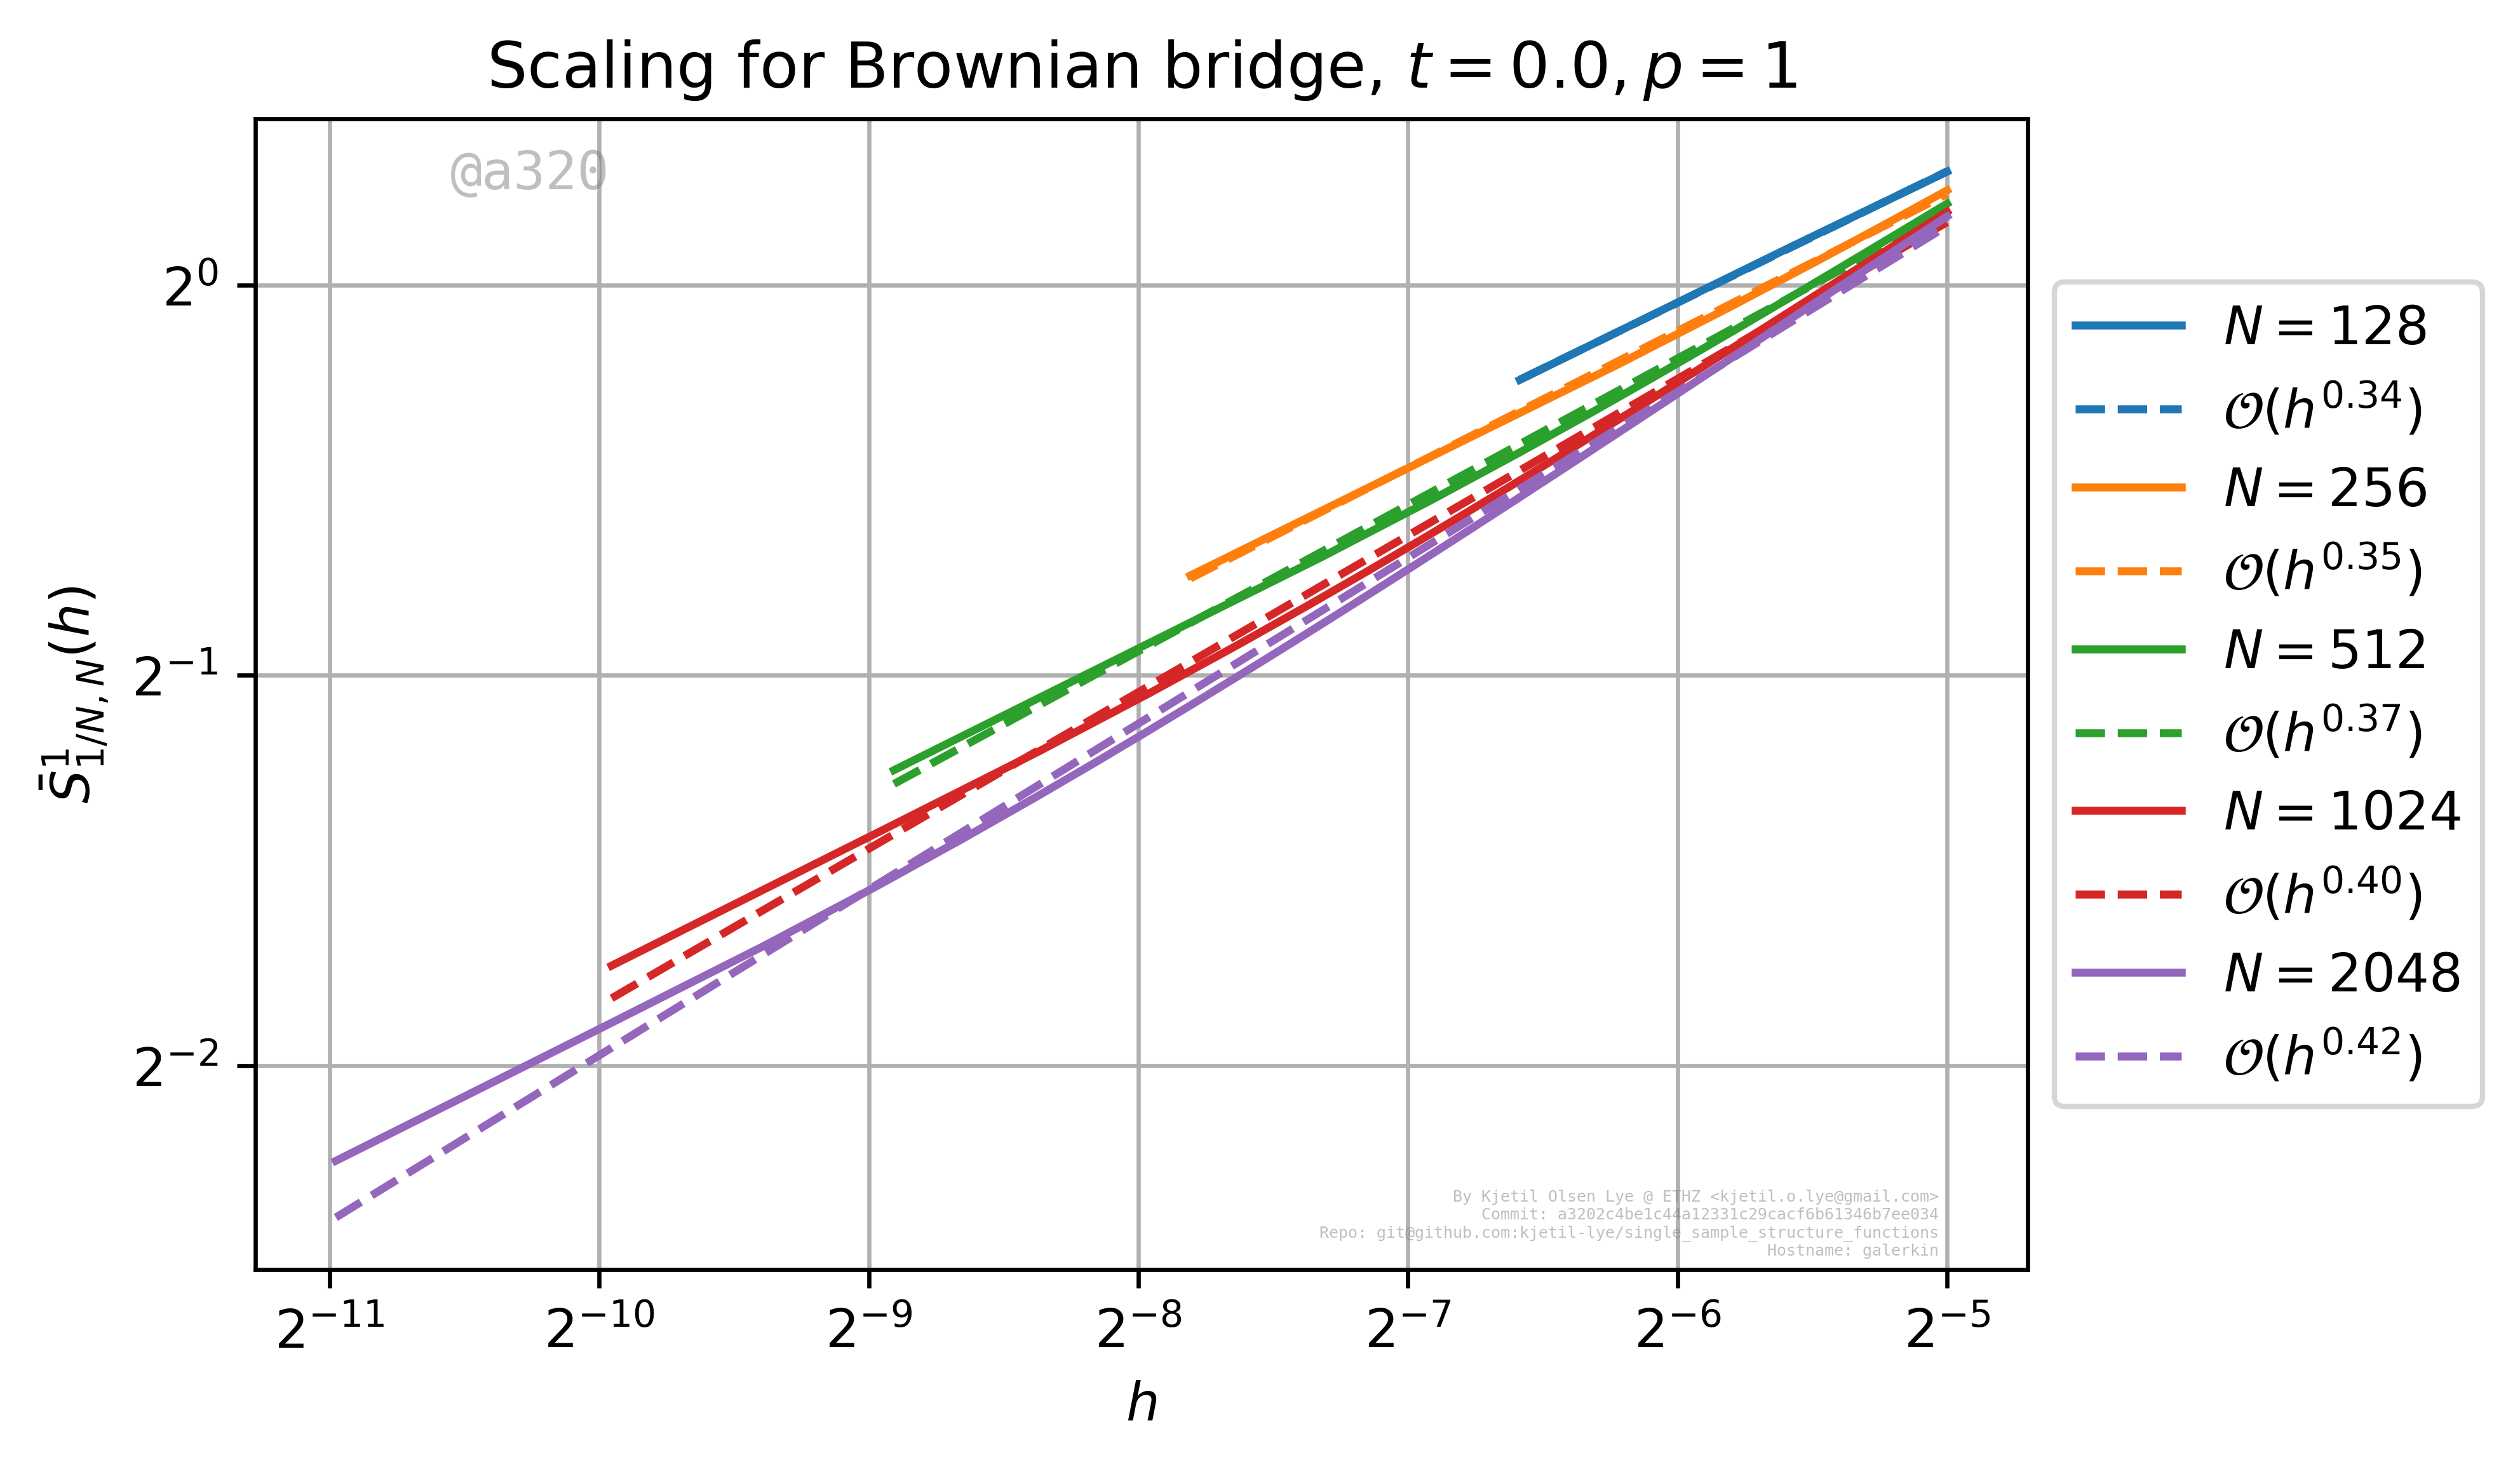 Scaling for Brownian bridge, t = 0.0, p = 1
@a320
2^0
2^−1
2^−2
S̄^1_{1/N, N}(h)
N = 128
𝒪(h^0.34)
N = 256
𝒪(h^0.35)
N = 512
𝒪(h^0.37)
N = 1024
𝒪(h^0.40)
N = 2048
𝒪(h^0.42)
By Kjetil Olsen Lye @ ETHZ <kjetil.o.lye@gmail.com>
Commit: a3202c4be1c44a12331c29cacf6b61346b7ee034
Repo: git@github.com:kjetil-lye/single_sample_structure_functions
Hostname: galerkin
2^−11 2^−10 2^−9 2^−8 2^−7 2^−6 2^−5
h